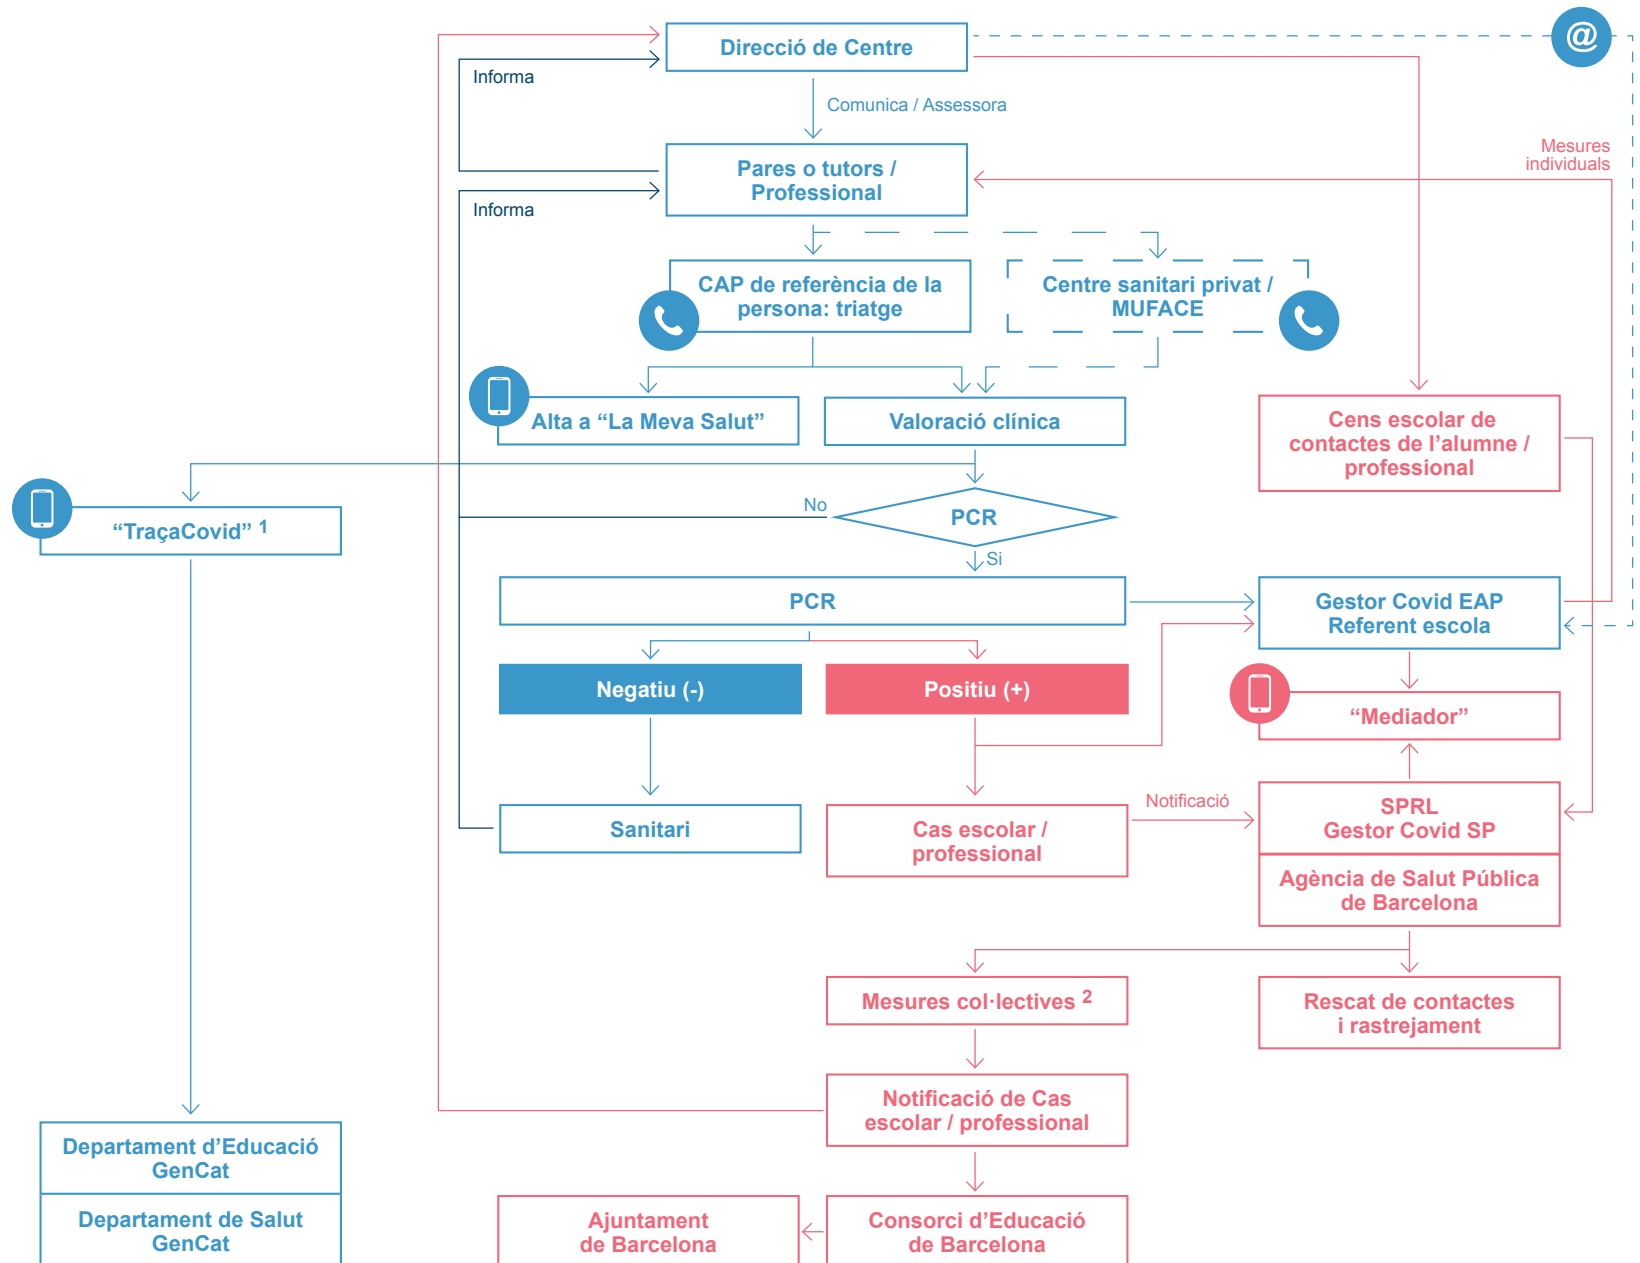 Direcció de Centre
@
Informa
Comunica / Assessora
Mesures
individuals
Pares o tutors /
Professional
Informa
CAP de referència de la
persona: triatge
Centre sanitari privat /
MUFACE
Alta a “La Meva Salut”
Valoració clínica
Cens escolar de
contactes de l’alumne /
professional
“TraçaCovid” 1
No
PCR
Si
PCR
Gestor Covid EAP
Referent escola
Negatiu (-)
Positiu (+)
“Mediador”
Sanitari
Cas escolar /
professional
Notificació
SPRL
Gestor Covid SP
Agència de Salut Pública
de Barcelona
Mesures col·lectives 2
Rescat de contactes
i rastrejament
Notificació de Cas
escolar / professional
Departament d’Educació
GenCat
Departament de Salut
GenCat
Ajuntament
de Barcelona
Consorci d’Educació
de Barcelona